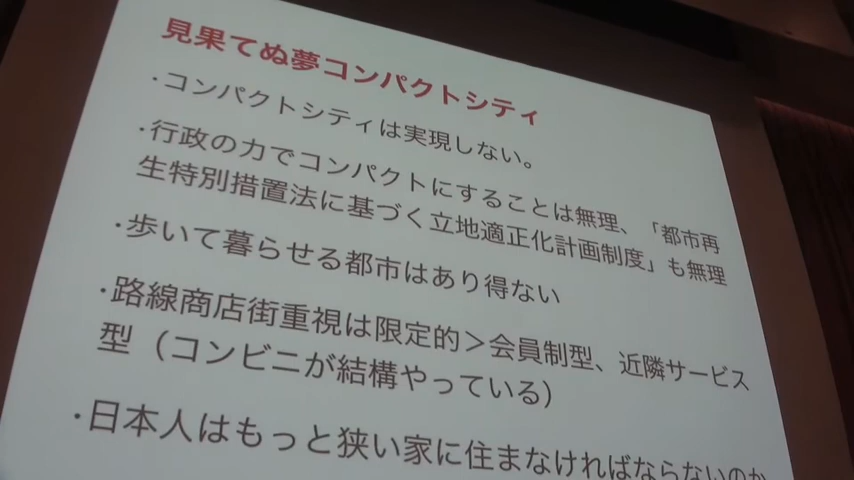 見果てぬ夢コンパクトシティ
・コンパクトシティは実現しない。
・行政の力でコンパクトにすることは無理、「都市再
生特別措置法に基づく立地適正化計画制度」も無理
・歩いて暮らせる都市はあり得ない
・路線商店街重視は限定的＞会員制型、近隣サービス
型（コンビニが結構やっている）
・日本人はもっと狭い家に住まなければならないのか